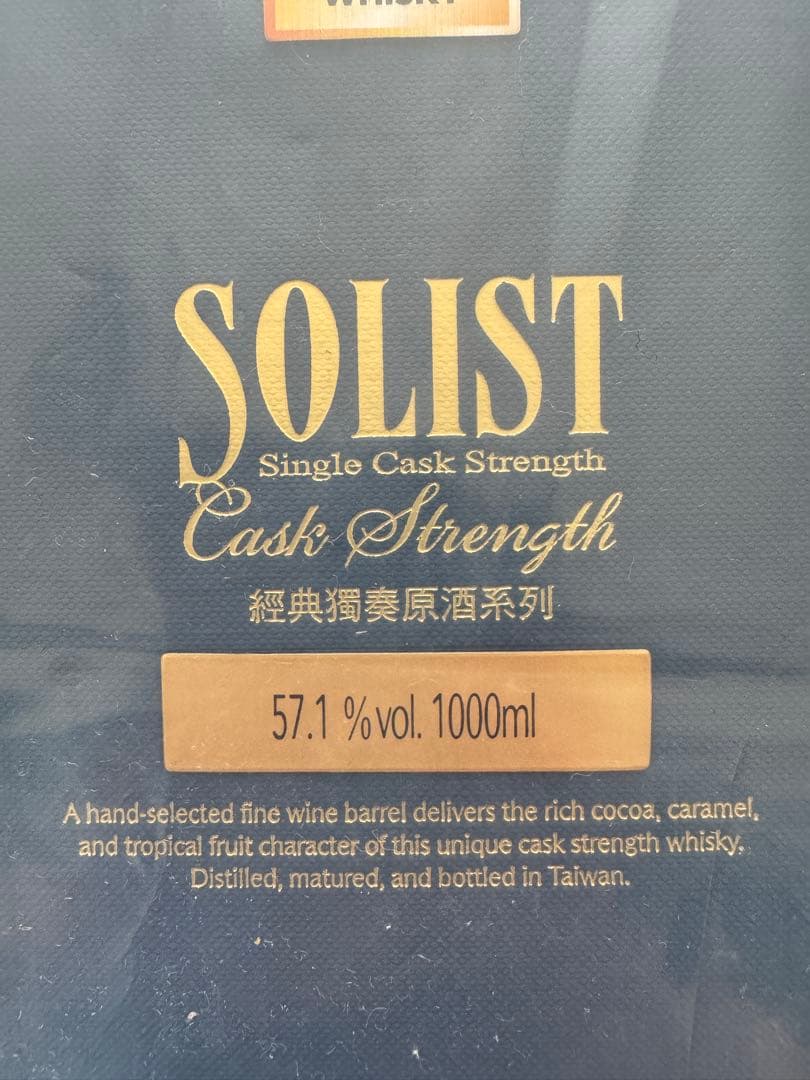 WHISKY
SOLIST
Single Cask Strength
Cask Strength
經典獨奏原酒系列
57.1 %vol. 1000ml
A hand-selected fine wine barrel delivers the rich cocoa, caramel,
and tropical fruit character of this unique cask strength whisky.
Distilled, matured, and bottled in Taiwan.